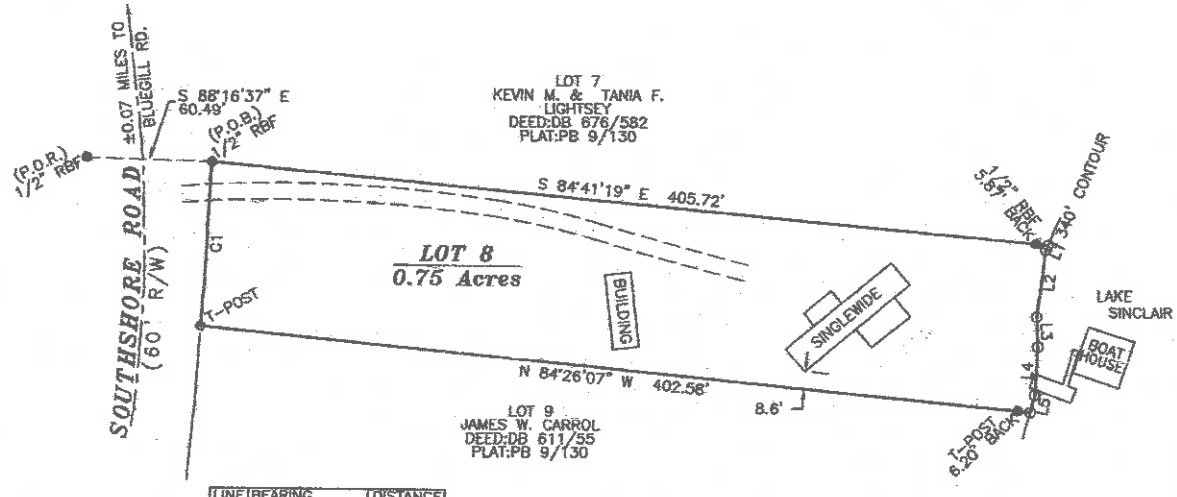 ±0.07 MILES TO
BLUEGILL RD.
S 88°16'37" E
60.49'
(P.O.B.)
1/2" RBF
(P.O.R.)
1/2" RBF
SOUTHSHORE ROAD
(60 R/W)
LOT 7
KEVIN M. & TANIA F.
LIGHTSEY
DEED:DB 676/582
PLAT:PB 9/130
S 84°41'19" E 405.72'
1/2" RBF
5.87' BACK
340' CONTOUR
L1
L2
L3
L4
L5
C1
LOT 8
0.75 Acres
T-POST
BUILDING
SINGLEWIDE
LAKE
SINCLAIR
BOAT
HOUSE
N 84°26'07" W 402.58'
8.6'
T-POST
6.20' BACK
LOT 9
JAMES W. CARROL
DEED:DB 611/55
PLAT:PB 9/130
LINE BEARING DISTANCE